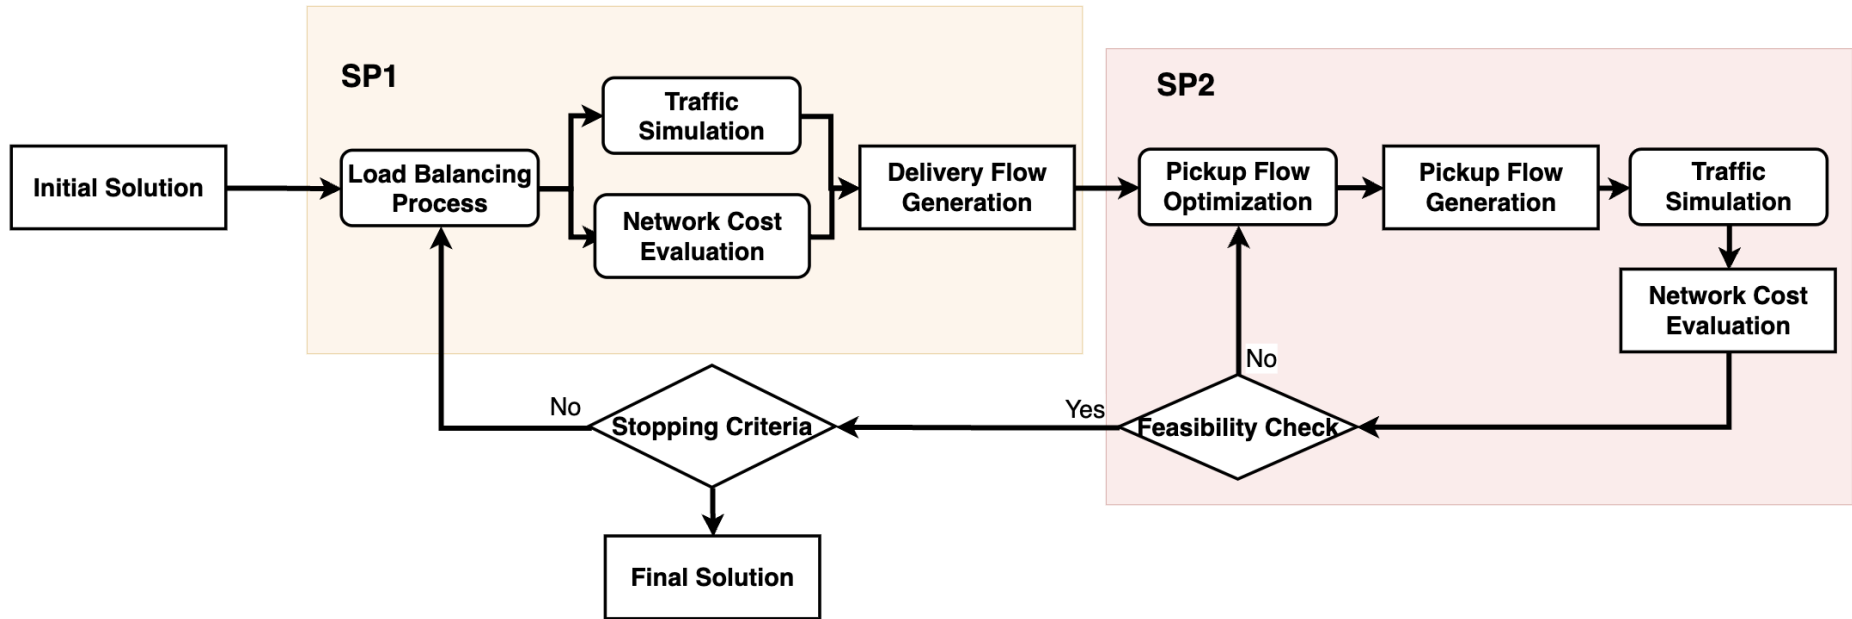 SP1
Traffic
Simulation
Load Balancing
Process
Network Cost
Evaluation
Initial Solution
Delivery Flow
Generation
SP2
Pickup Flow
Optimization
Pickup Flow
Generation
Traffic
Simulation
Network Cost
Evaluation
No
Feasibility Check
Yes
Stopping Criteria
No
Final Solution